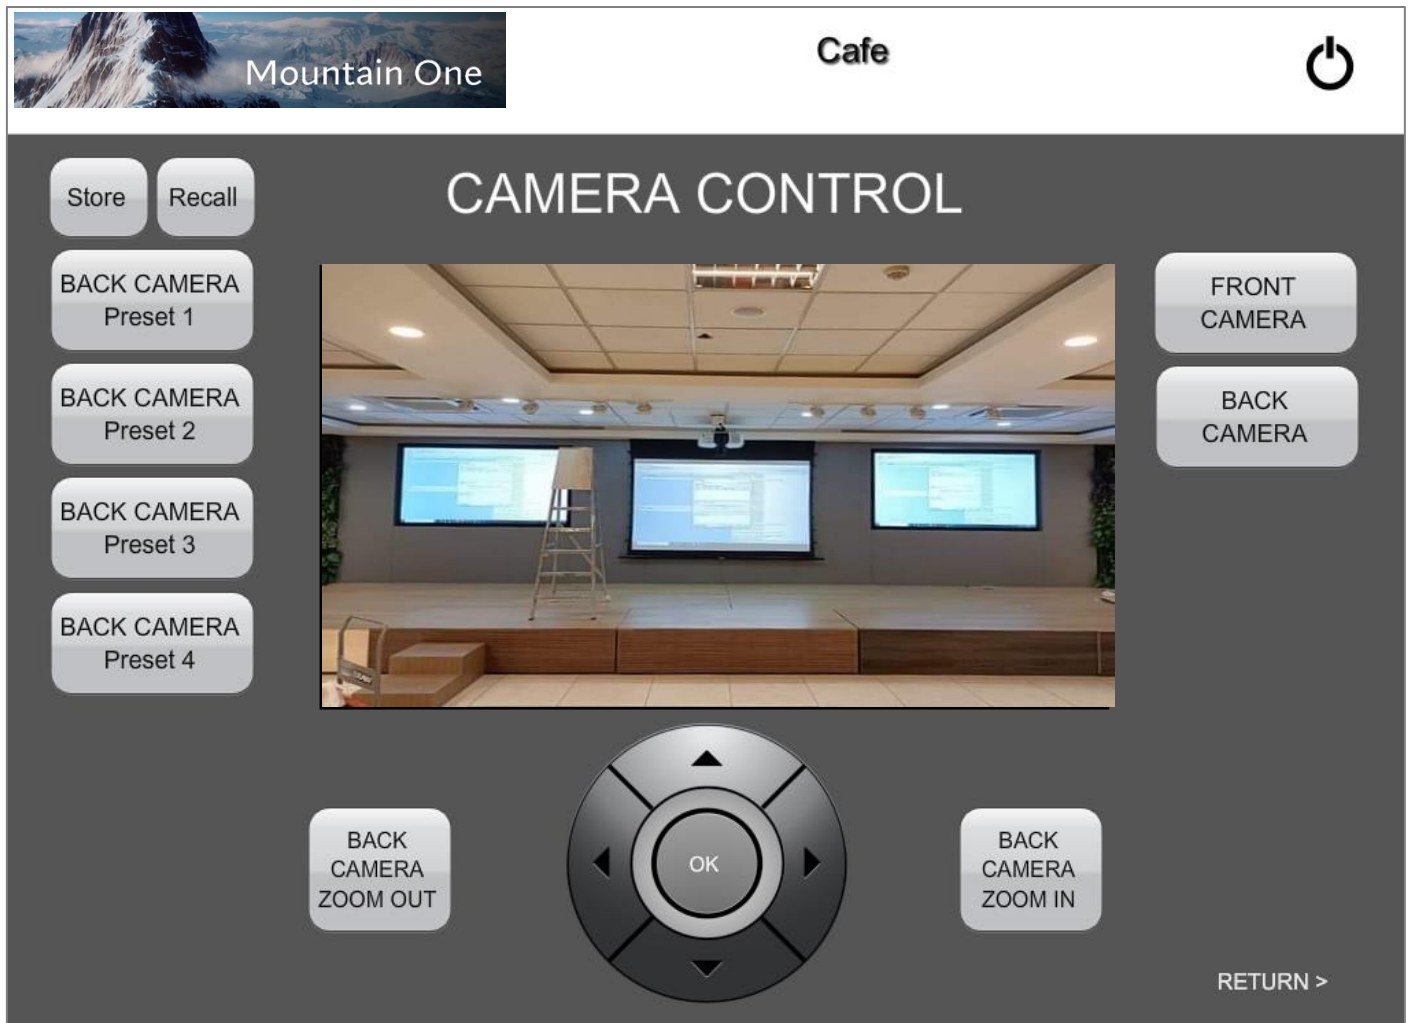 Mountain One
Cafe
Store
Recall
CAMERA CONTROL
BACK CAMERA
Preset 1
BACK CAMERA
Preset 2
BACK CAMERA
Preset 3
BACK CAMERA
Preset 4
FRONT
CAMERA
BACK
CAMERA
BACK
CAMERA
ZOOM OUT
OK
BACK
CAMERA
ZOOM IN
RETURN >